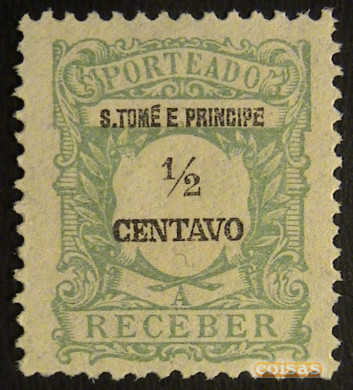 PORTEADO
S. TOMÉ E PRINCIPE
1/2
CENTAVO
A
RECEBER
coisas